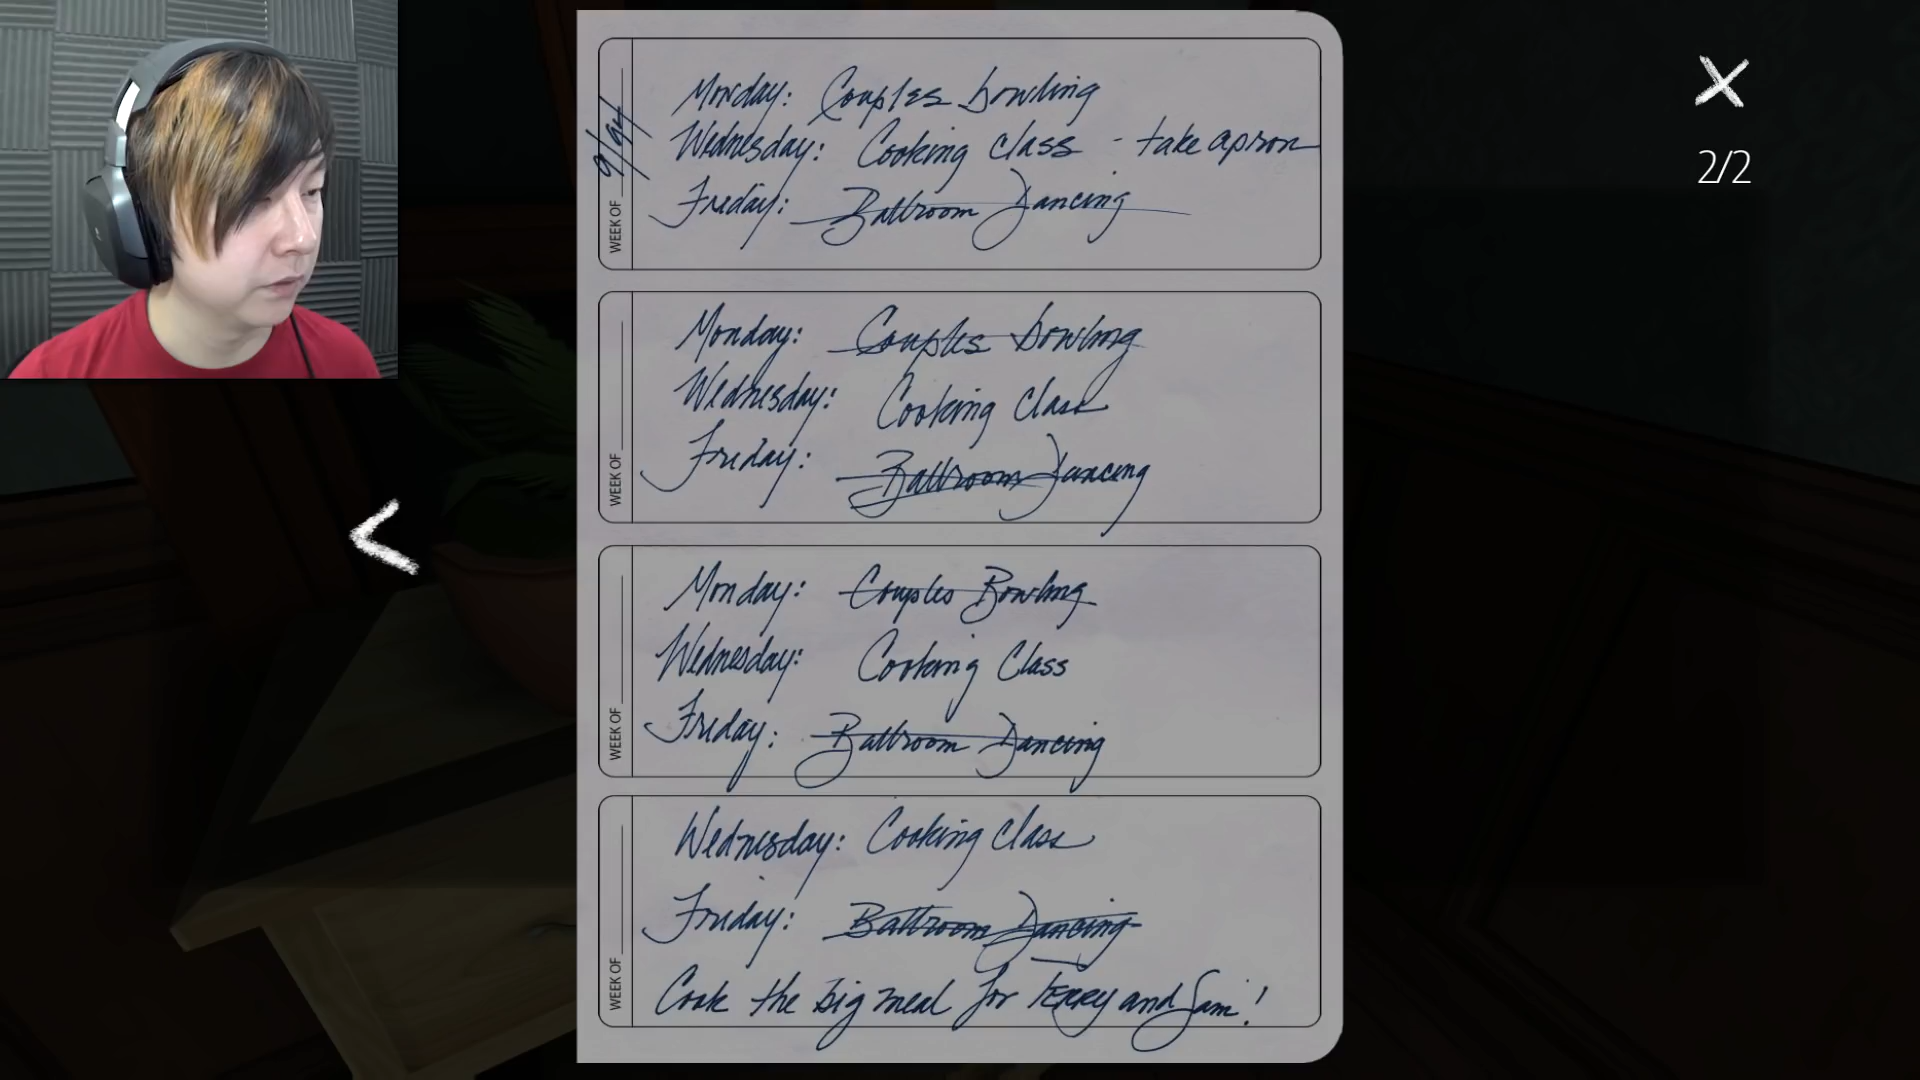 WEEK OF 9/94
Monday: Couples bowling
Wednesday: Cooking class - take apron
Friday: Ballroom Dancing
WEEK OF
Monday: Couples bowling
Wednesday: Cooking Class
Friday: Ballroom Dancing
WEEK OF
Monday: Couples Bowling
Wednesday: Cooking Class
Friday: Ballroom Dancing
WEEK OF
Wednesday: Cooking Class
Friday: Ballroom Dancing
Cook the big meal for TERRY and Sam!
2/2